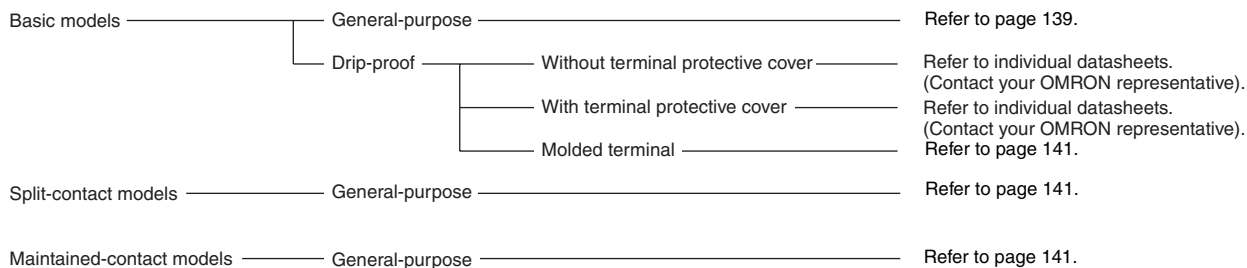 Basic models General-purpose Refer to page 139.
Drip-proof Without terminal protective cover Refer to individual datasheets.
(Contact your OMRON representative).
With terminal protective cover Refer to individual datasheets.
(Contact your OMRON representative).
Molded terminal Refer to page 141.
Split-contact models General-purpose Refer to page 141.
Maintained-contact models General-purpose Refer to page 141.